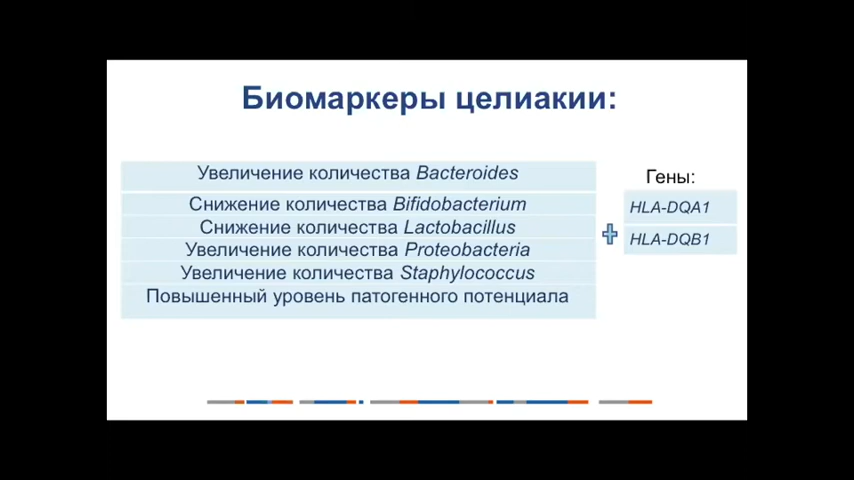 Биомаркеры целиакии:
Увеличение количества Bacteroides
Снижение количества Bifidobacterium
Снижение количества Lactobacillus
Увеличение количества Proteobacteria
Увеличение количества Staphylococcus
Повышенный уровень патогенного потенциала
Гены:
HLA-DQA1
HLA-DQB1